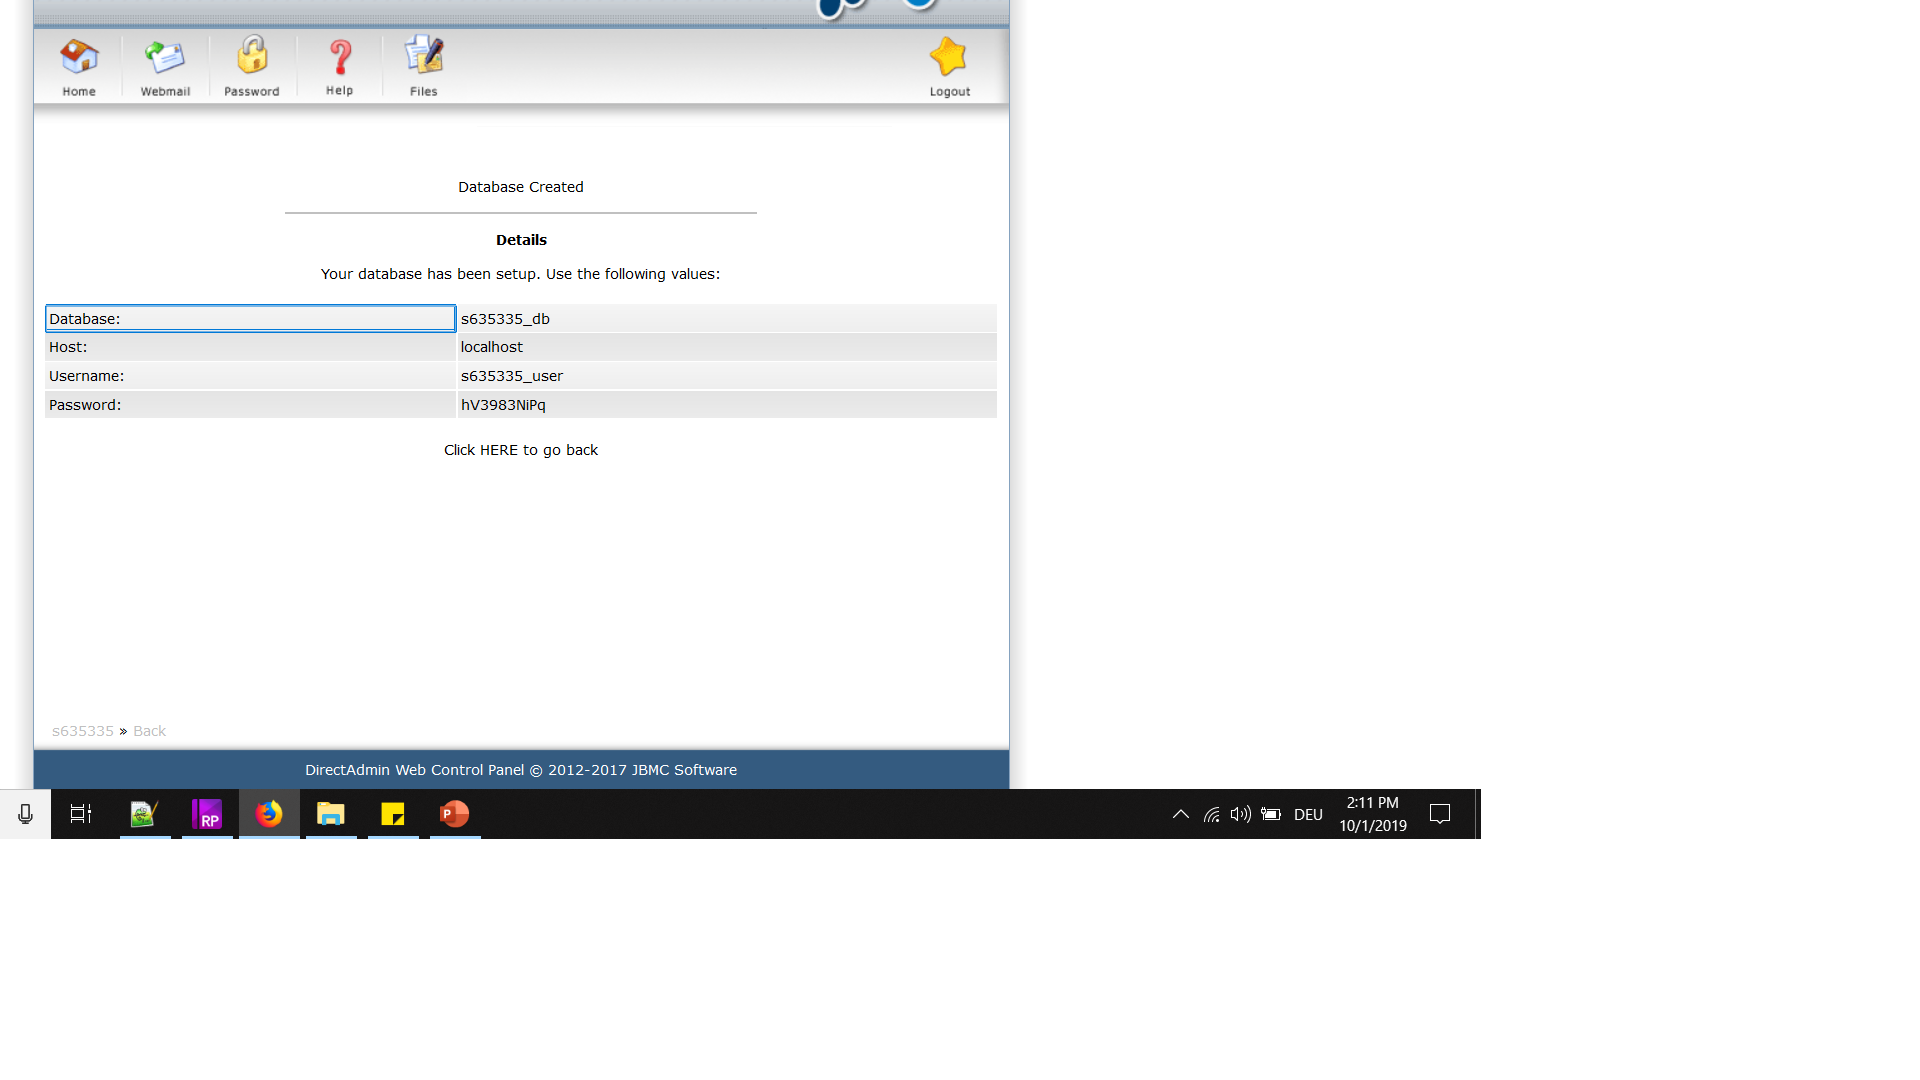 Home Webmail Password Help Files Logout
Database Created
Details
Your database has been setup. Use the following values:
Database: s635335_db
Host: localhost
Username: s635335_user
Password: hV3983NiPq
Click HERE to go back
s635335 » Back
DirectAdmin Web Control Panel © 2012-2017 JBMC Software
RP P DEU 2:11 PM
10/1/2019